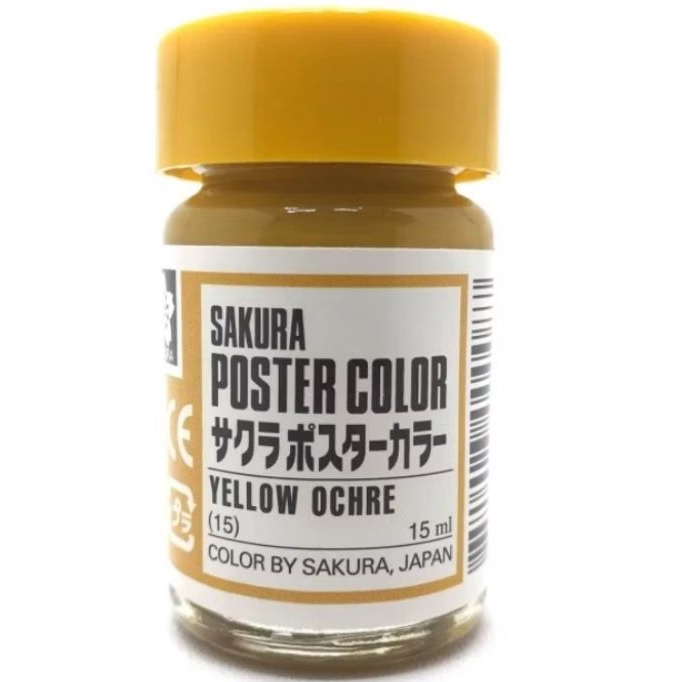 SAKURA
POSTER COLOR
サクラポスターカラー
YELLOW OCHRE
(15) 15 ml
COLOR BY SAKURA, JAPAN